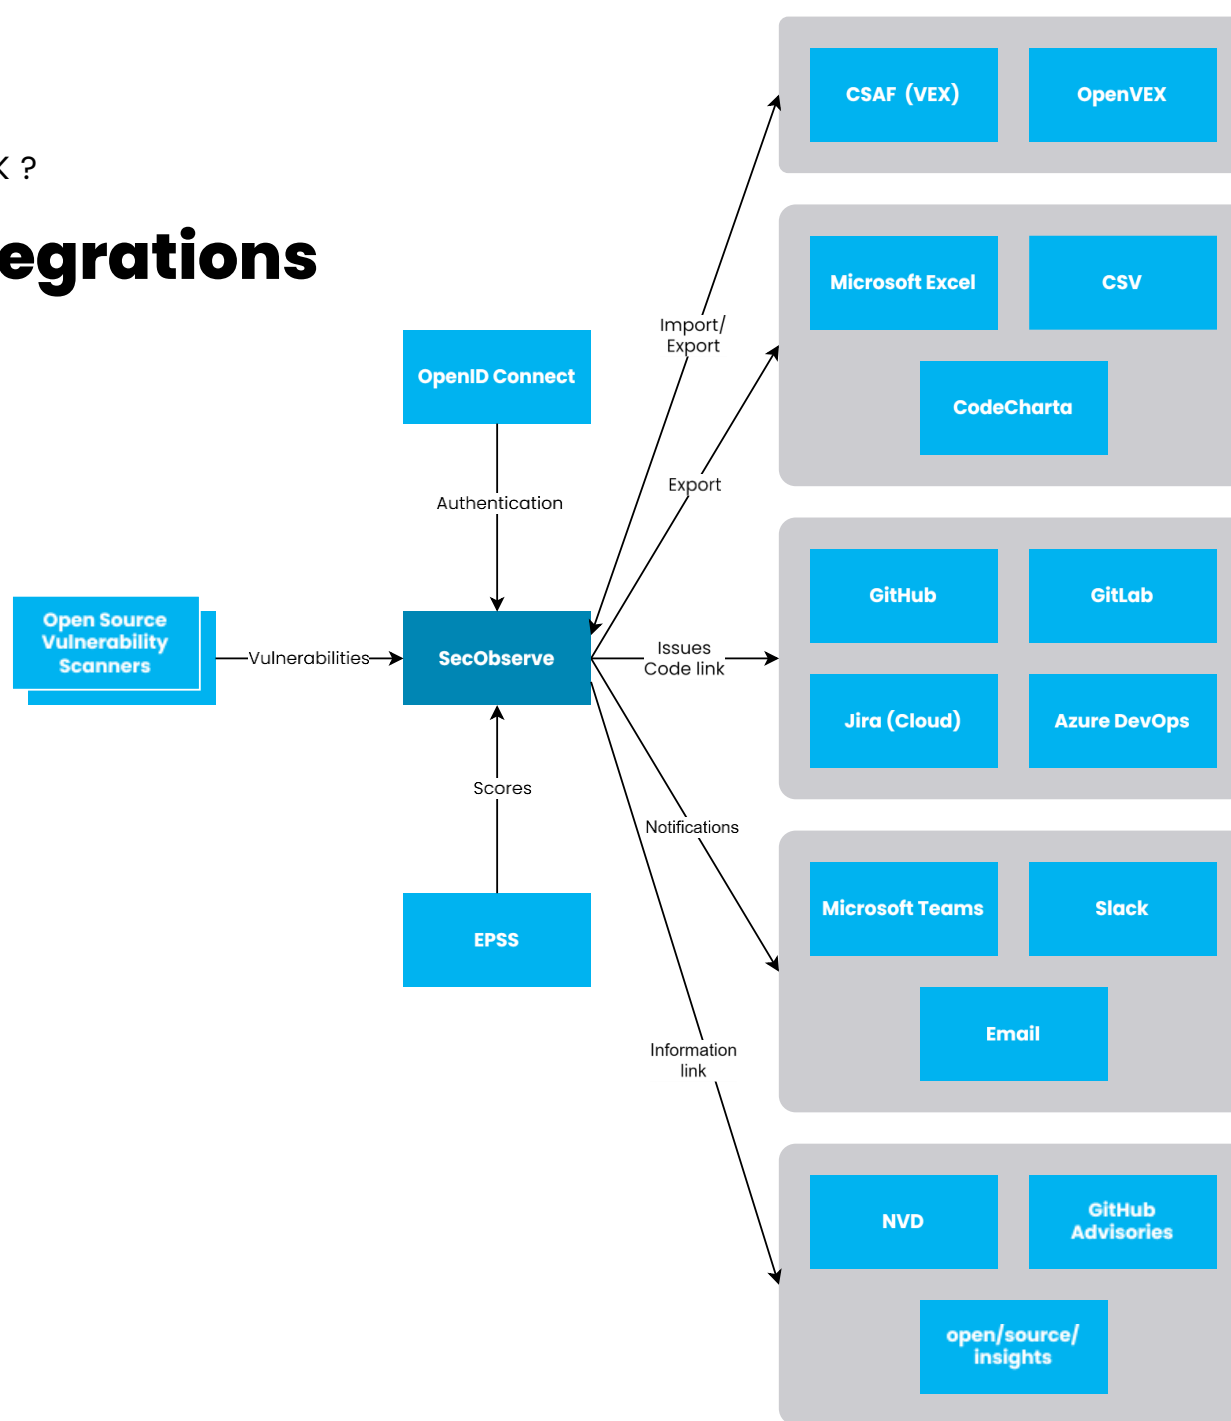 K ?
egrations
CSAF (VEX)
OpenVEX
Microsoft Excel
CSV
CodeCharta
Import/
Export
Export
OpenID Connect
Authentication
Open Source
Vulnerability
Scanners
Vulnerabilities
SecObserve
Issues
Code link
GitHub
GitLab
Jira (Cloud)
Azure DevOps
Scores
EPSS
Notifications
Microsoft Teams
Slack
Email
Information
link
NVD
GitHub
Advisories
open/source/
insights